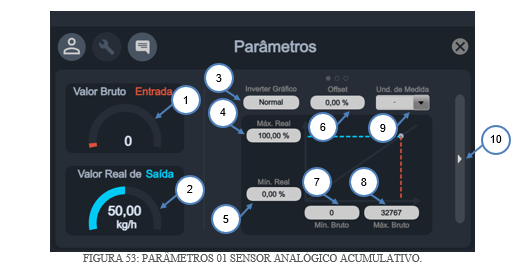 Parâmetros
Valor Bruto Entrada
0
Valor Real de Saída
50,00
kg/h
Inverter Gráfico
Normal
Offset
0,00 %
Und. de Medida
-
Máx. Real
100,00 %
Mín. Real
0,00 %
0
Mín. Bruto
32767
Máx. Bruto
1
2
3
4
5
6
7
8
9
10
FIGURA 53: PARÂMETROS 01 SENSOR ANALÓGICO ACUMULATIVO.